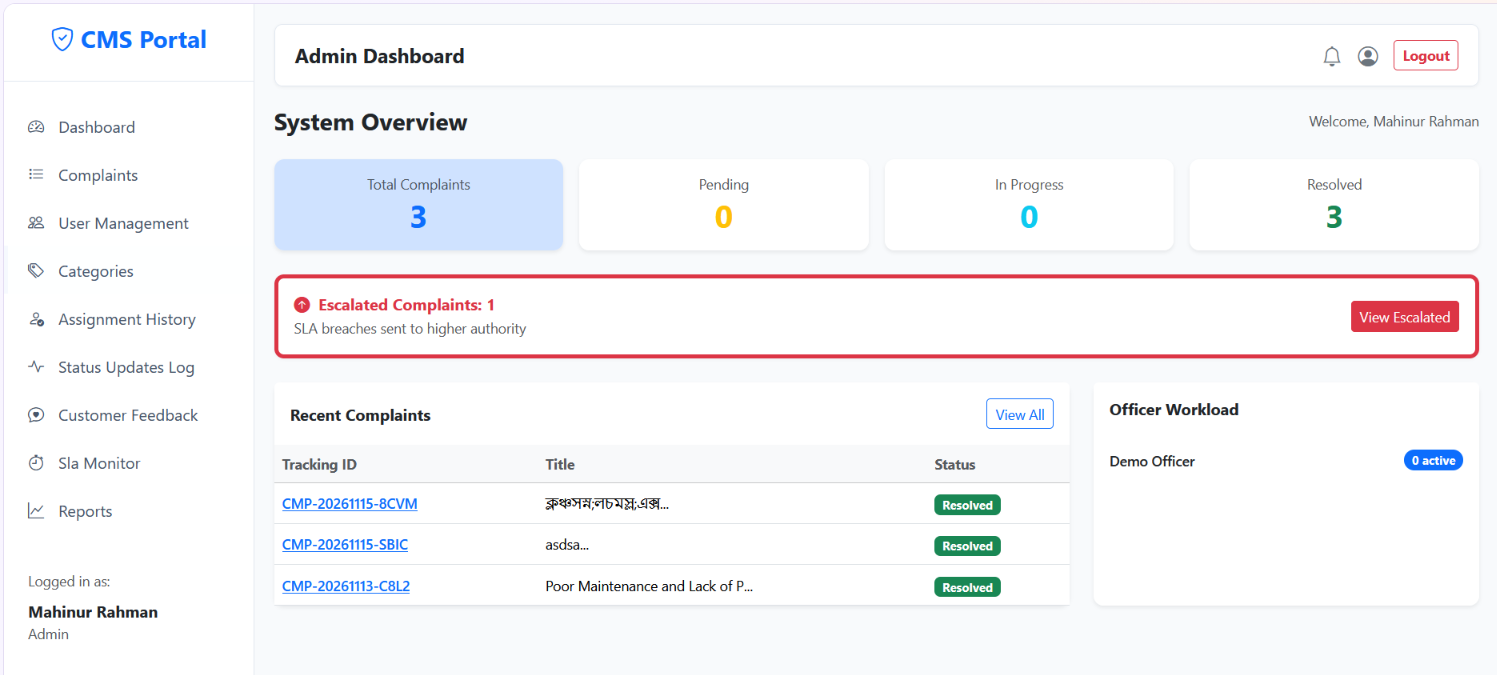 CMS Portal
Admin Dashboard
Logout
Dashboard
Complaints
User Management
Categories
Assignment History
Status Updates Log
Customer Feedback
Sla Monitor
Reports
Logged in as:
Mahinur Rahman
Admin
System Overview
Welcome, Mahinur Rahman
Total Complaints
3
Pending
0
In Progress
0
Resolved
3
Escalated Complaints: 1
SLA breaches sent to higher authority
View Escalated
Recent Complaints
View All
Tracking ID Title Status
CMP-20261115-8CVM Resolved
CMP-20261115-SBIC asdsa... Resolved
CMP-20261113-C8L2 Poor Maintenance and Lack of P... Resolved
Officer Workload
Demo Officer 0 active